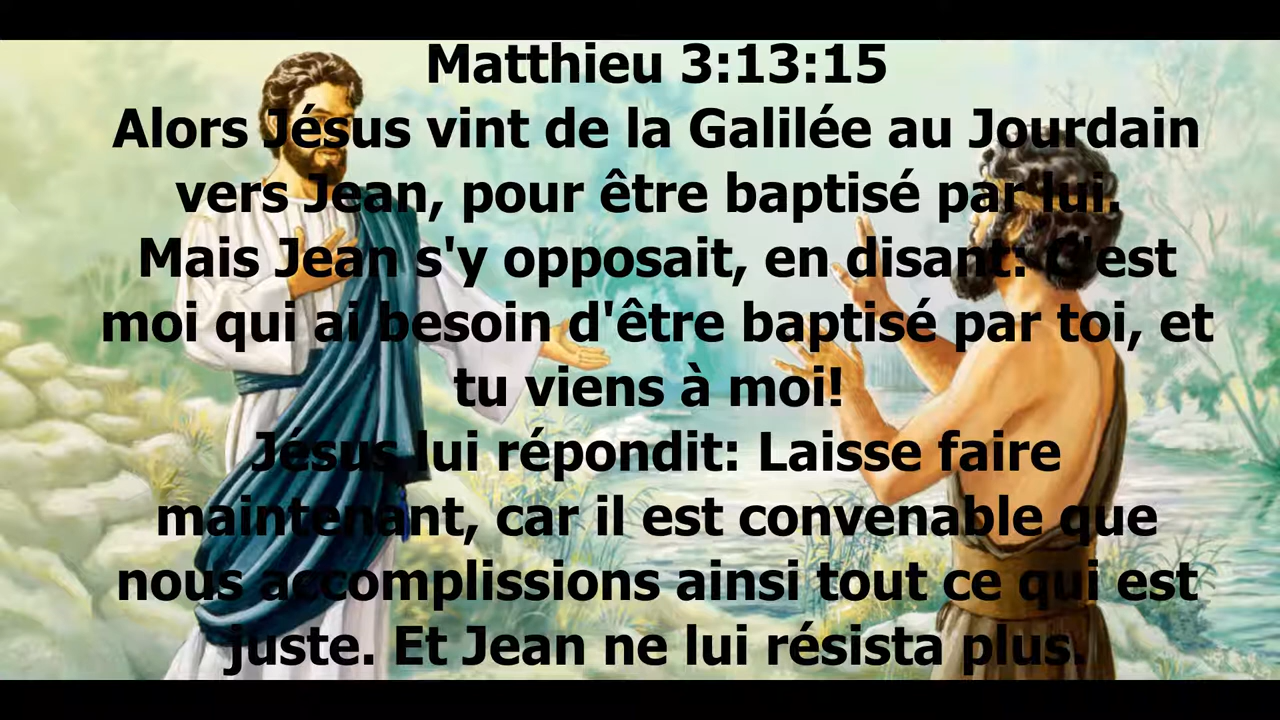 Matthieu 3:13:15
Alors Jésus vint de la Galilée au Jourdain
vers Jean, pour être baptisé par lui.
Mais Jean s'y opposait, en disant: C'est
moi qui ai besoin d'être baptisé par toi, et
tu viens à moi!
Jésus lui répondit: Laisse faire
maintenant, car il est convenable que
nous accomplissions ainsi tout ce qui est
juste. Et Jean ne lui résista plus.